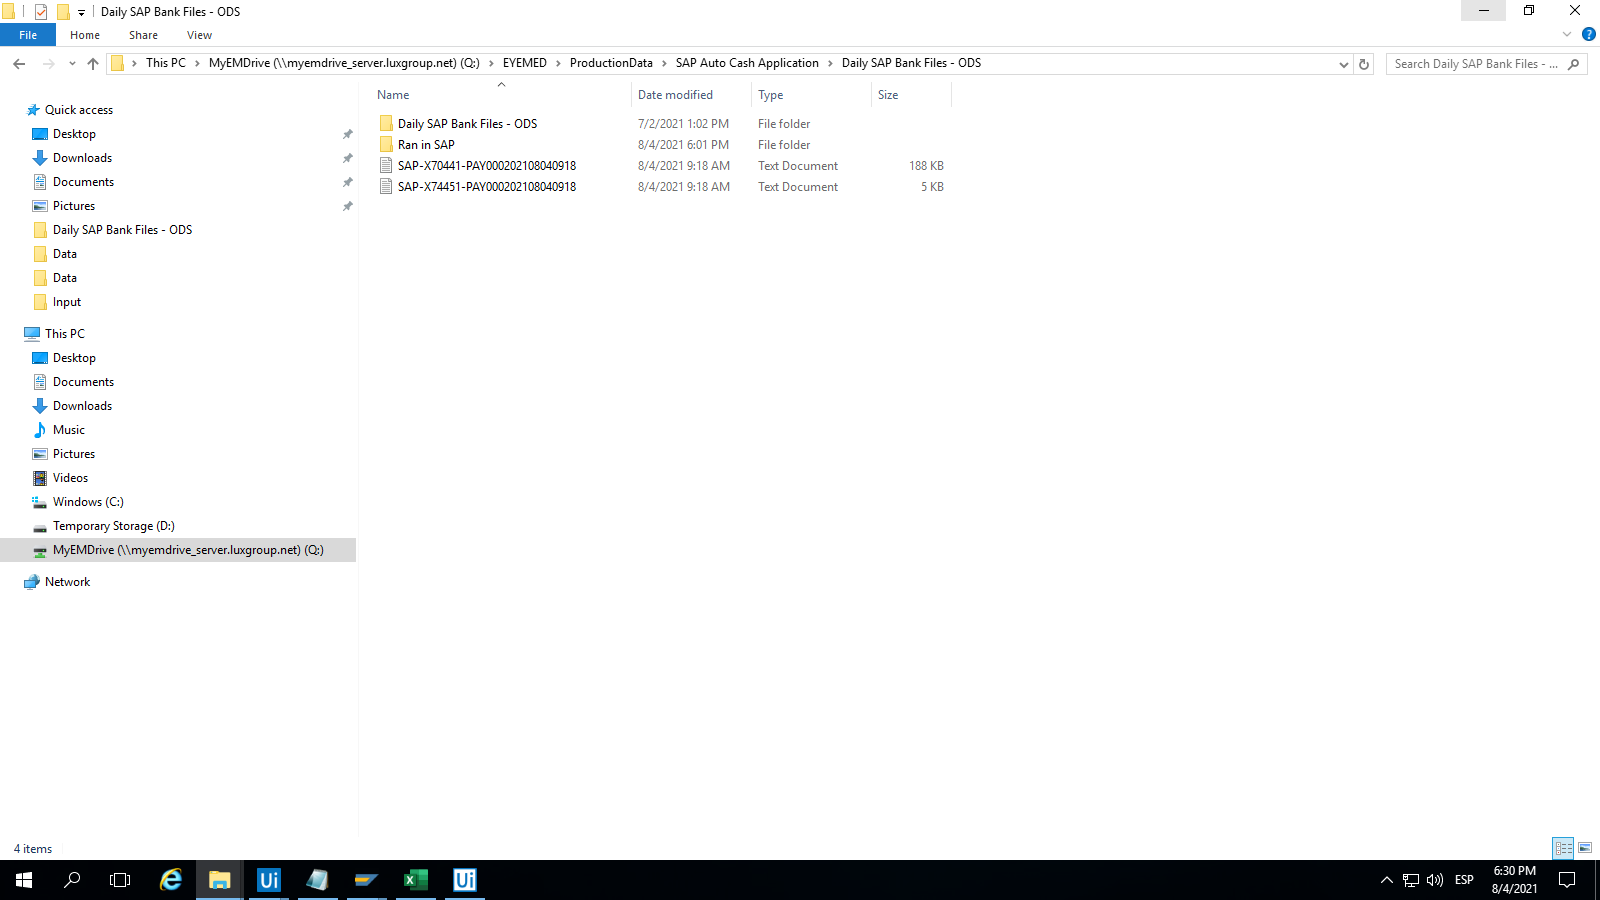 Daily SAP Bank Files - ODS
File Home Share View
This PC MyEMDrive (\\myemdrive_server.luxgroup.net) (Q:) EYEMED ProductionData SAP Auto Cash Application Daily SAP Bank Files - ODS
Search Daily SAP Bank Files - ...
Quick access
Desktop
Downloads
Documents
Pictures
Daily SAP Bank Files - ODS
Data
Data
Input
This PC
Desktop
Documents
Downloads
Music
Pictures
Videos
Windows (C:)
Temporary Storage (D:)
MyEMDrive (\\myemdrive_server.luxgroup.net) (Q:)
Network
Name Date modified Type Size
Daily SAP Bank Files - ODS 7/2/2021 1:02 PM File folder
Ran in SAP 8/4/2021 6:01 PM File folder
SAP-X70441-PAY000202108040918 8/4/2021 9:18 AM Text Document 188 KB
SAP-X74451-PAY000202108040918 8/4/2021 9:18 AM Text Document 5 KB
4 items
Ui
Ui
ESP
6:30 PM
8/4/2021